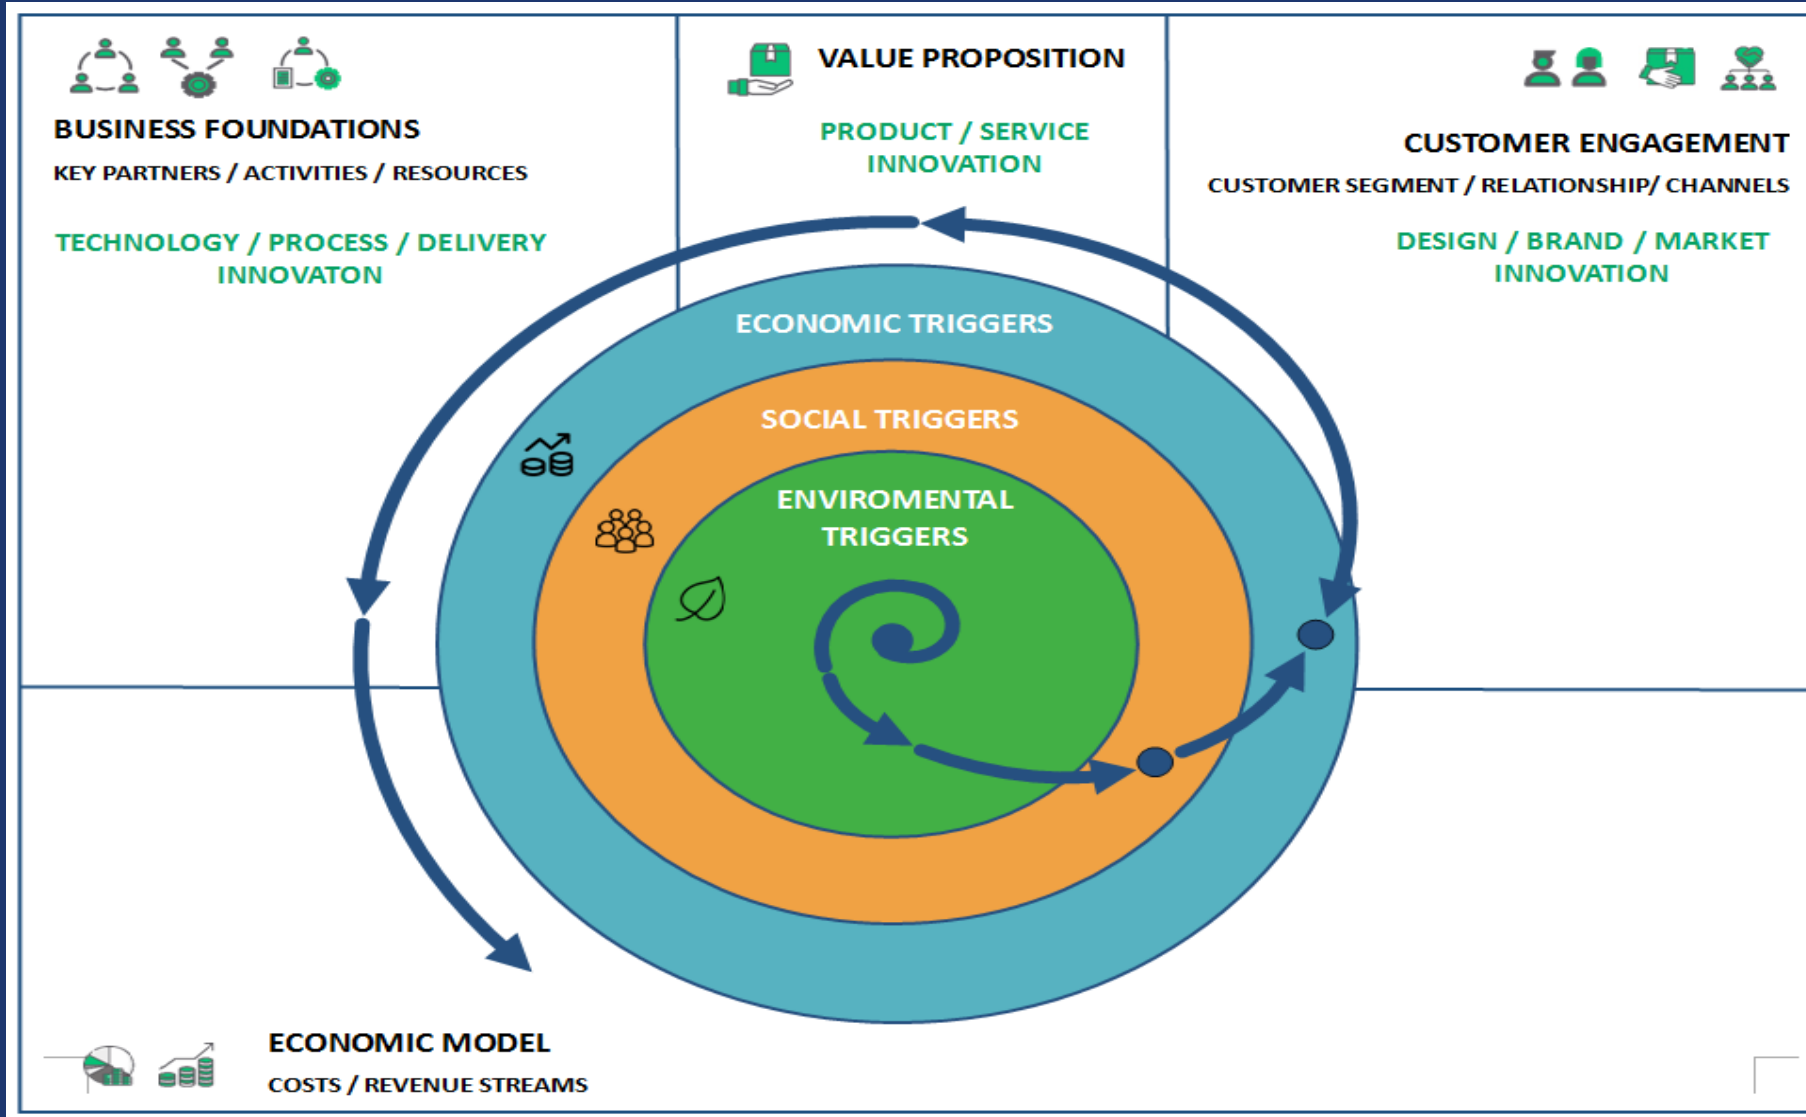 BUSINESS FOUNDATIONS
KEY PARTNERS / ACTIVITIES / RESOURCES
TECHNOLOGY / PROCESS / DELIVERY
INNOVATON
VALUE PROPOSITION
PRODUCT / SERVICE
INNOVATION
CUSTOMER ENGAGEMENT
CUSTOMER SEGMENT / RELATIONSHIP/ CHANNELS
DESIGN / BRAND / MARKET
INNOVATION
ECONOMIC TRIGGERS
SOCIAL TRIGGERS
ENVIROMENTAL
TRIGGERS
ECONOMIC MODEL
COSTS / REVENUE STREAMS